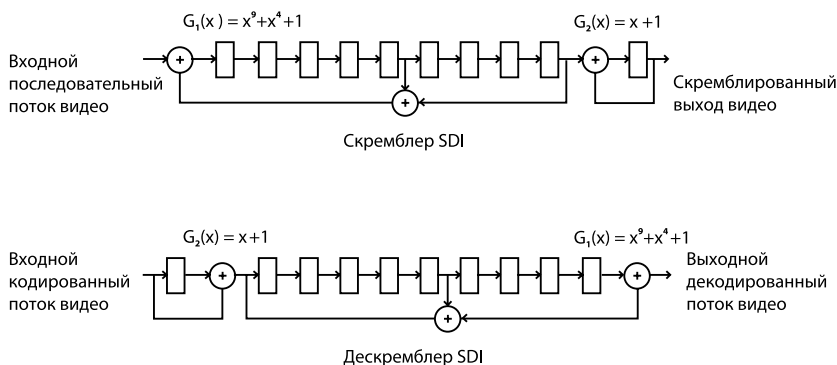 G₁(x) = x⁹+x⁴+1
G₂(x) = x+1
Входной
последовательный
поток видео
Скремблированный
выход видео
Скремблер SDI
G₂(x) = x+1
G₁(x) = x⁹+x⁴+1
Входной
кодированный
поток видео
Выходной
декодированный
поток видео
Дескремблер SDI